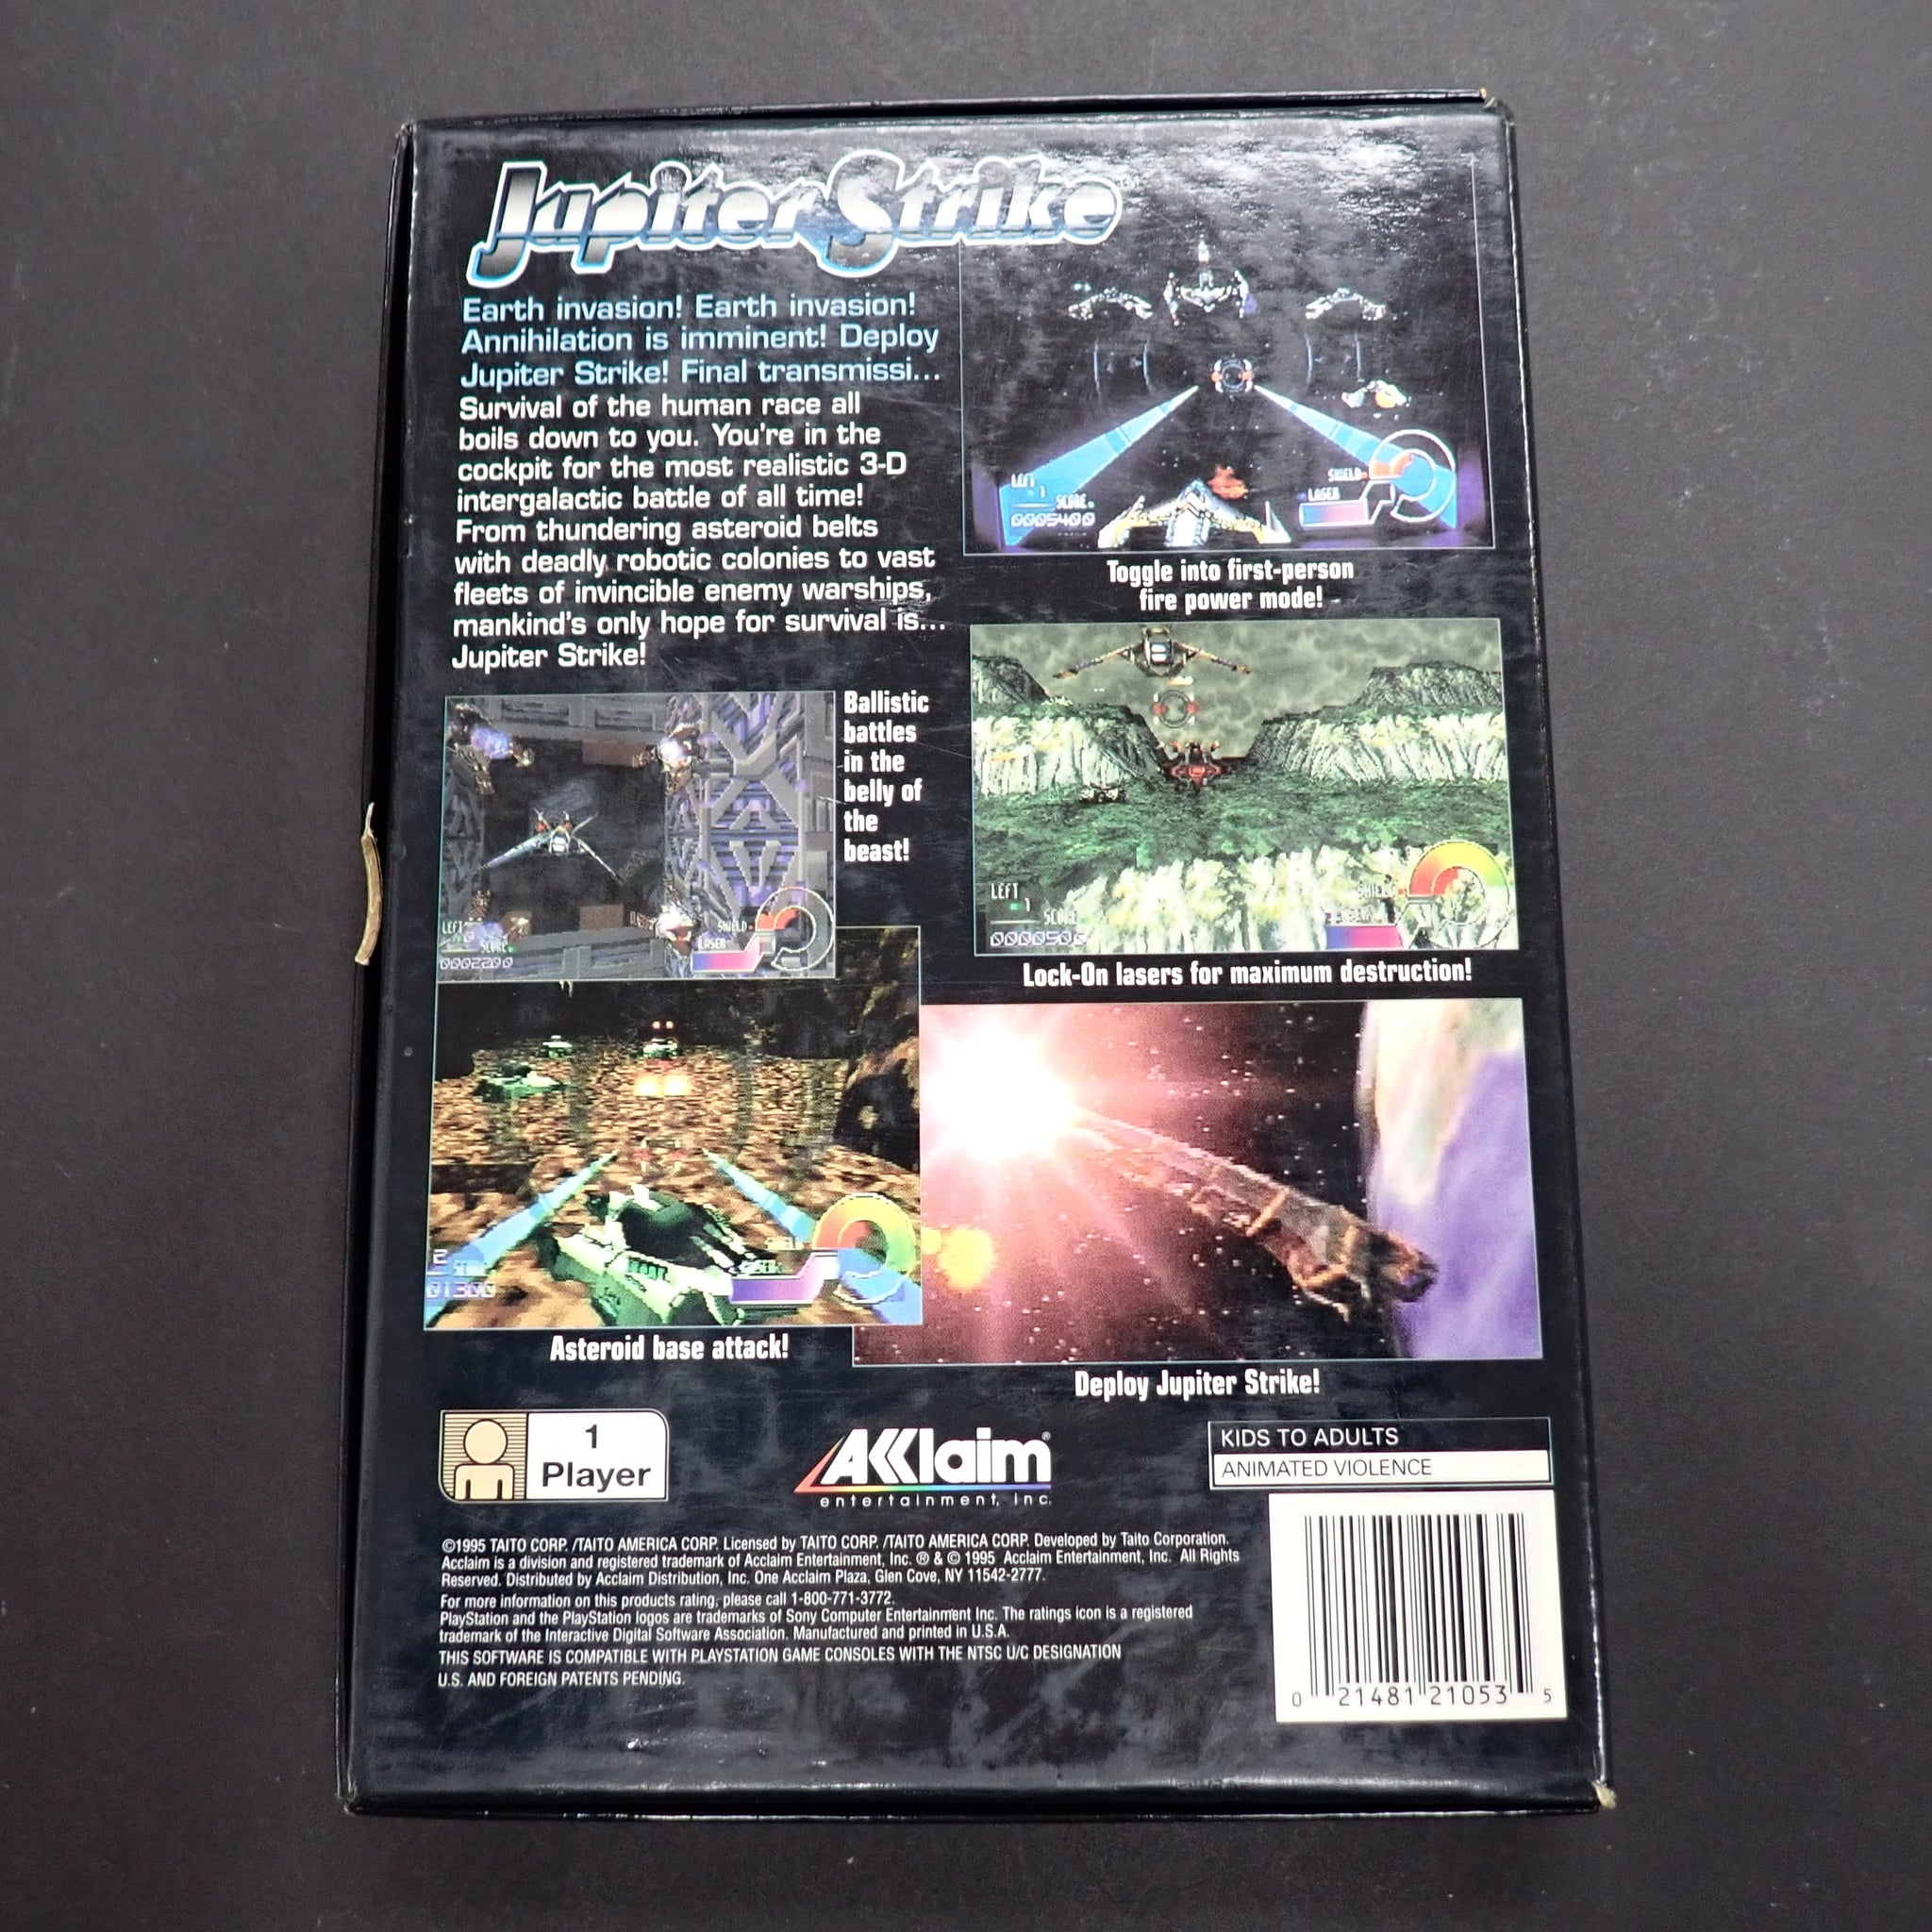 Jupiter Strike
Earth invasion! Earth invasion!
Annihilation is imminent! Deploy
Jupiter Strike! Final transmissi...
Survival of the human race all
boils down to you. You're in the
cockpit for the most realistic 3-D
intergalactic battle of all time!
From thundering asteroid belts
with deadly robotic colonies to vast
fleets of invincible enemy warships,
mankind's only hope for survival is...
Jupiter Strike!
LEFT
1
SCORE
0005400
SHIELD
LASER
Toggle into first-person
fire power mode!
Ballistic
battles
in the
belly of
the
beast!
LEFT
SCORE
0002200
SHIELD
LASER
LEFT
1
SCORE
SHIELD
Lock-On lasers for maximum destruction!
2
01300
Asteroid base attack!
Deploy Jupiter Strike!
1
Player
AKKlaim®
entertainment, inc.
KIDS TO ADULTS
ANIMATED VIOLENCE
©1995 TAITO CORP. /TAITO AMERICA CORP. Licensed by TAITO CORP. /TAITO AMERICA CORP. Developed by Taito Corporation.
Acclaim is a division and registered trademark of Acclaim Entertainment, Inc. ® & © 1995 Acclaim Entertainment, Inc. All Rights
Reserved. Distributed by Acclaim Distribution, Inc. One Acclaim Plaza, Glen Cove, NY 11542-2777.
For more information on this products rating, please call 1-800-771-3772.
PlayStation and the PlayStation logos are trademarks of Sony Computer Entertainment Inc. The ratings icon is a registered
trademark of the Interactive Digital Software Association. Manufactured and printed in U.S.A.
THIS SOFTWARE IS COMPATIBLE WITH PLAYSTATION GAME CONSOLES WITH THE NTSC U/C DESIGNATION
U.S. AND FOREIGN PATENTS PENDING.
0 21481 21053 5